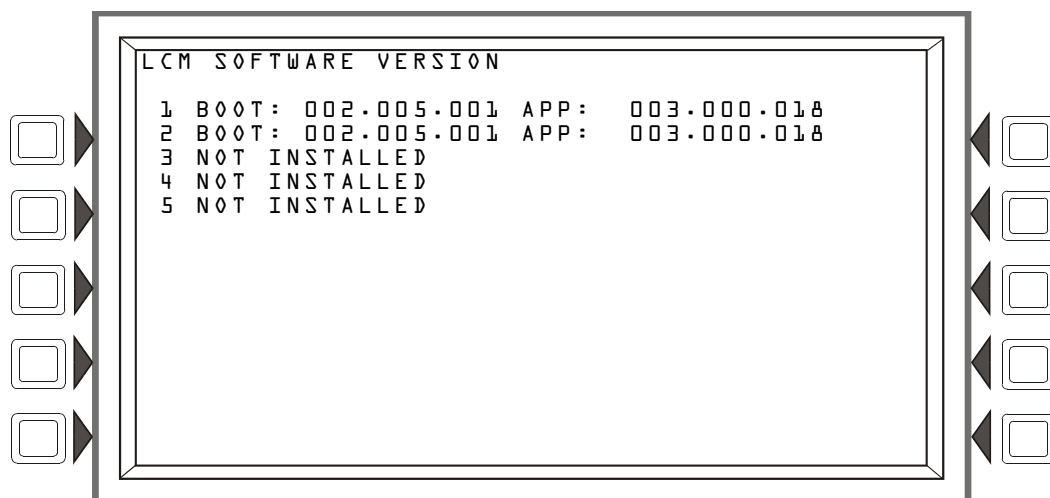 LCM SOFTWARE VERSION
1 BOOT: 002.005.001 APP: 003.000.018
2 BOOT: 002.005.001 APP: 003.000.018
3 NOT INSTALLED
4 NOT INSTALLED
5 NOT INSTALLED